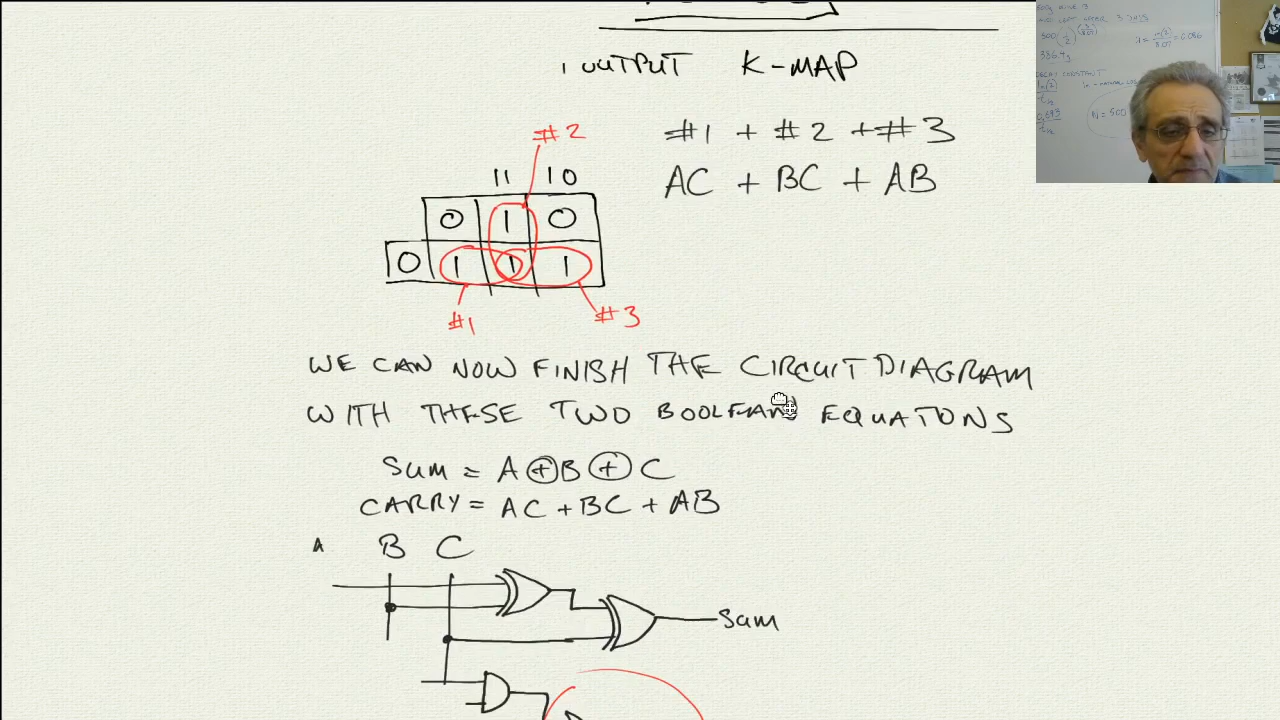 OUTPUT K-MAP
#2
#1 + #2 + #3
AC + BC + AB
11 10
0 1 0
0 1 1 1
#1 #3
WE CAN NOW FINISH THE CIRCUIT DIAGRAM
WITH THESE TWO BOOLEAN EQUATONS
SUM = A ⊕ B ⊕ C
CARRY = AC + BC + AB
A B C
Sum
DECAY CONSTANT